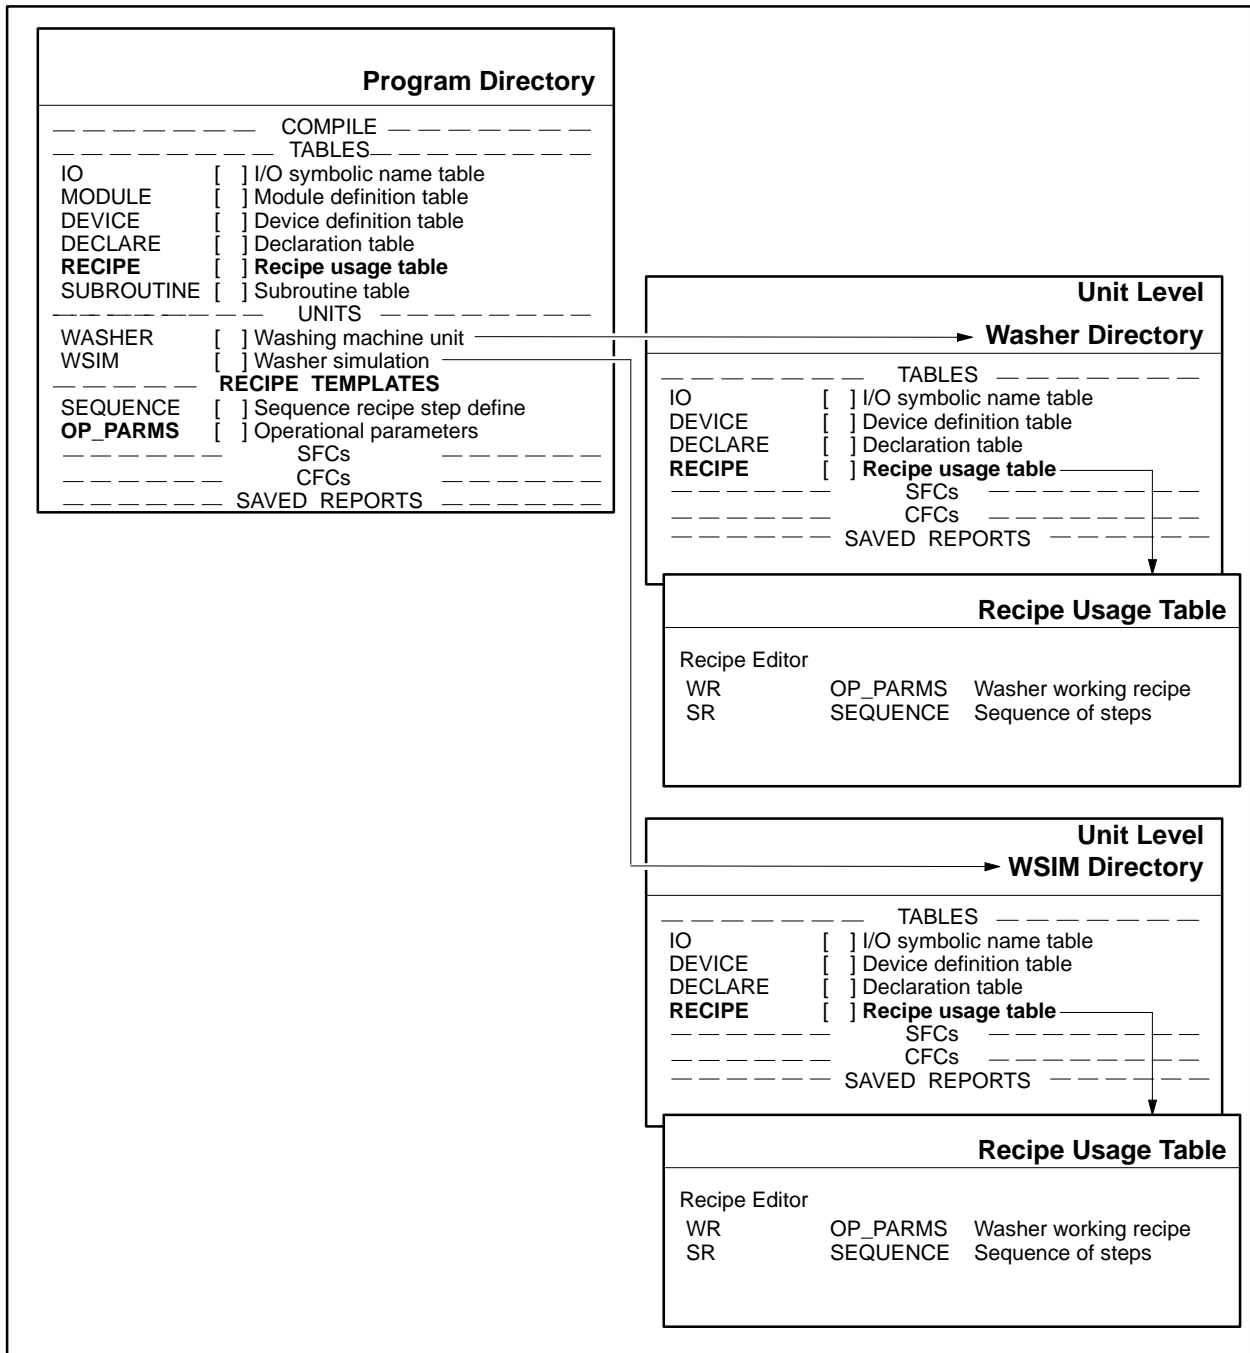 Program Directory
COMPILE
TABLES
IO [ ] I/O symbolic name table
MODULE [ ] Module definition table
DEVICE [ ] Device definition table
DECLARE [ ] Declaration table
RECIPE [ ] Recipe usage table
SUBROUTINE [ ] Subroutine table
UNITS
WASHER [ ] Washing machine unit
WSIM [ ] Washer simulation
RECIPE TEMPLATES
SEQUENCE [ ] Sequence recipe step define
OP_PARMS [ ] Operational parameters
SFCs
CFCs
SAVED REPORTS
Unit Level
Washer Directory
TABLES
IO [ ] I/O symbolic name table
DEVICE [ ] Device definition table
DECLARE [ ] Declaration table
RECIPE [ ] Recipe usage table
SFCs
CFCs
SAVED REPORTS
Recipe Usage Table
Recipe Editor
WR OP_PARMS Washer working recipe
SR SEQUENCE Sequence of steps
Unit Level
WSIM Directory
TABLES
IO [ ] I/O symbolic name table
DEVICE [ ] Device definition table
DECLARE [ ] Declaration table
RECIPE [ ] Recipe usage table
SFCs
CFCs
SAVED REPORTS
Recipe Usage Table
Recipe Editor
WR OP_PARMS Washer working recipe
SR SEQUENCE Sequence of steps